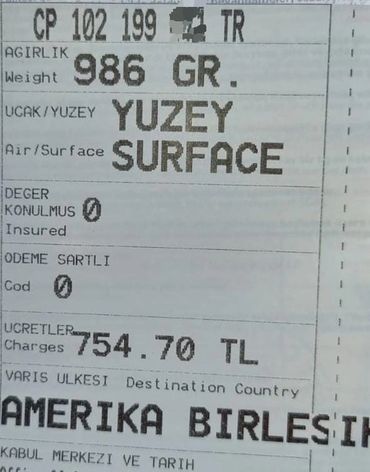 CP 102 199 TR
AGIRLIK
Weight 986 GR.
UCAK/YUZEY YUZEY
Air/Surface SURFACE
DEGER
KONULMUS 0
Insured
ODEME SARTLI
Cod 0
UCRETLER
Charges 754.70 TL
VARIS ULKESI Destination Country
AMERIKA BIRLESIK
KABUL MERKEZI VE TARIH